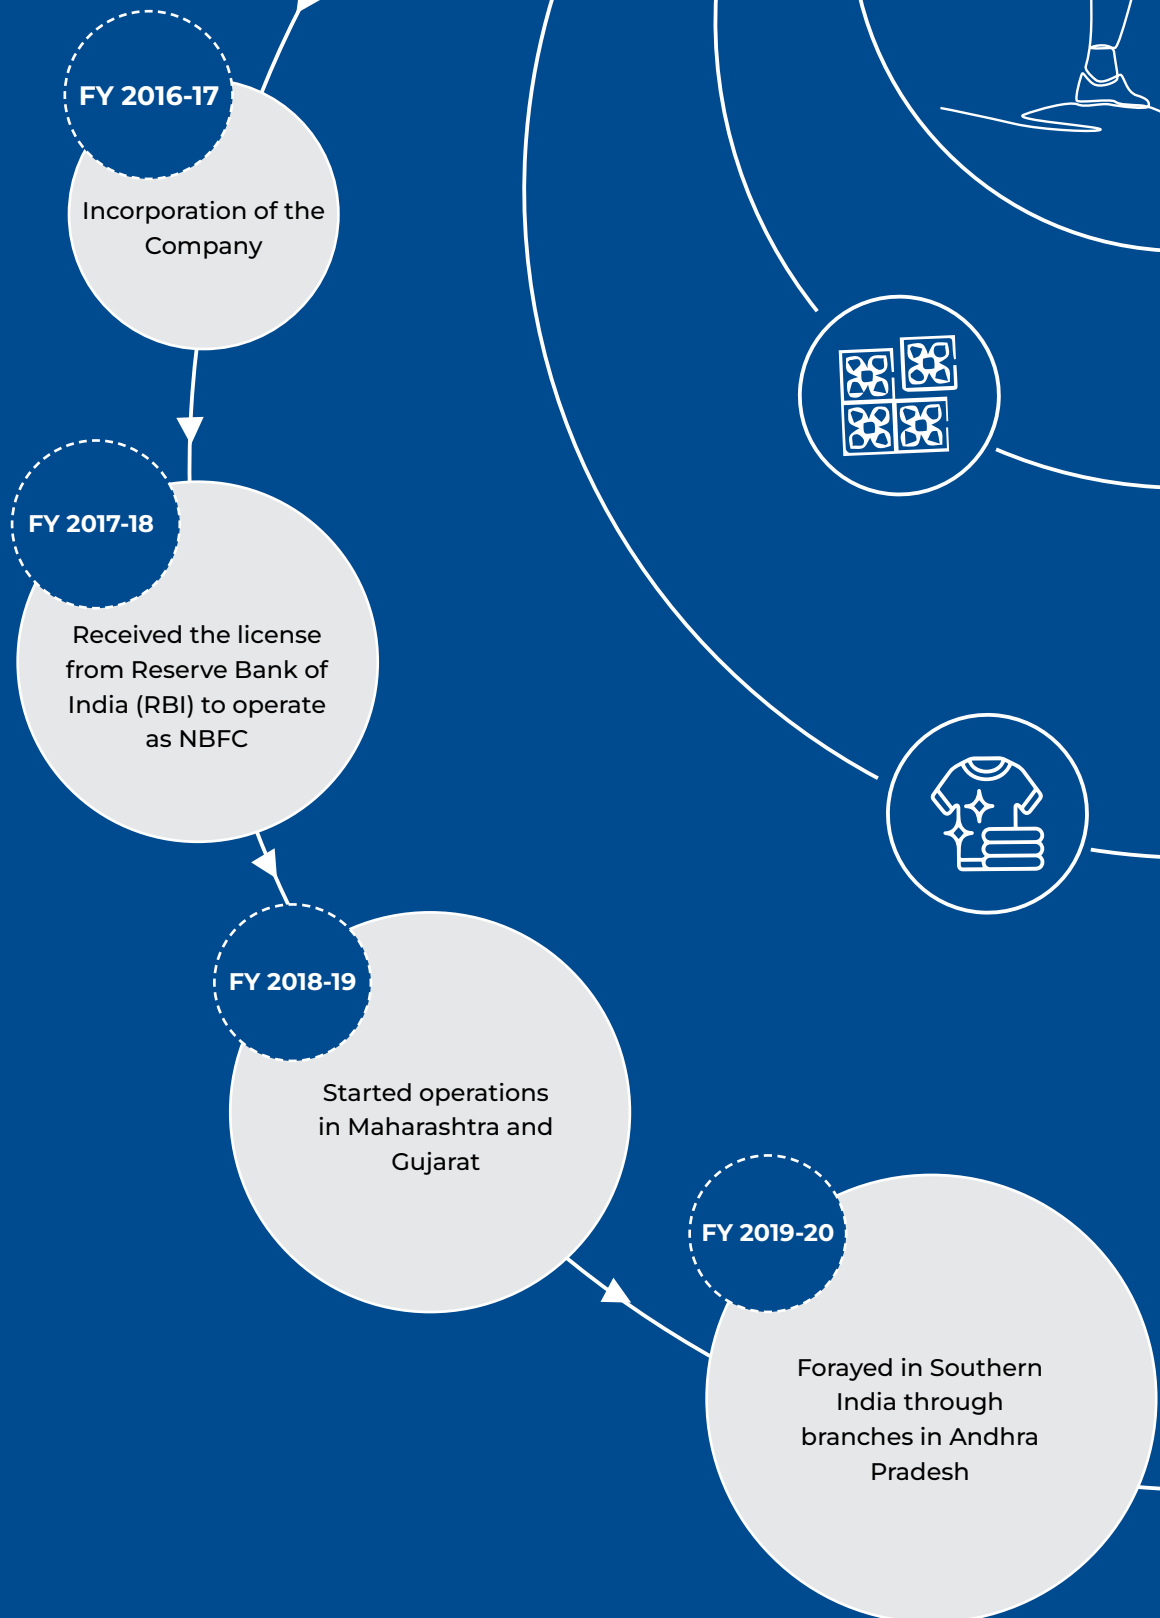 FY 2016-17
Incorporation of the
Company
FY 2017-18
Received the license
from Reserve Bank of
India (RBI) to operate
as NBFC
FY 2018-19
Started operations
in Maharashtra and
Gujarat
FY 2019-20
Forayed in Southern
India through
branches in Andhra
Pradesh